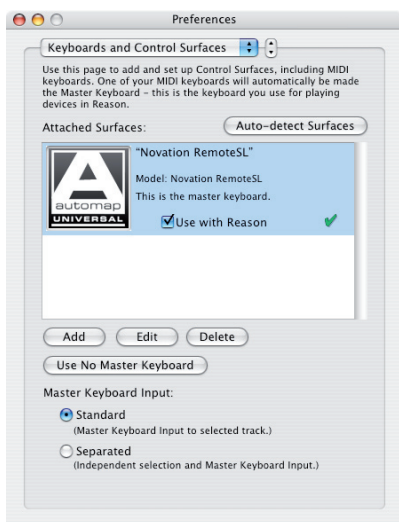 Preferences
Keyboards and Control Surfaces
Use this page to add and set up Control Surfaces, including MIDI
keyboards. One of your MIDI keyboards will automatically be made
the Master Keyboard – this is the keyboard you use for playing
devices in Reason.
Attached Surfaces:
Auto-detect Surfaces
"Novation RemoteSL"
Model: Novation RemoteSL
This is the master keyboard.
automap
UNIVERSAL
Use with Reason
Add
Edit
Delete
Use No Master Keyboard
Master Keyboard Input:
Standard
(Master Keyboard Input to selected track.)
Separated
(Independent selection and Master Keyboard Input.)